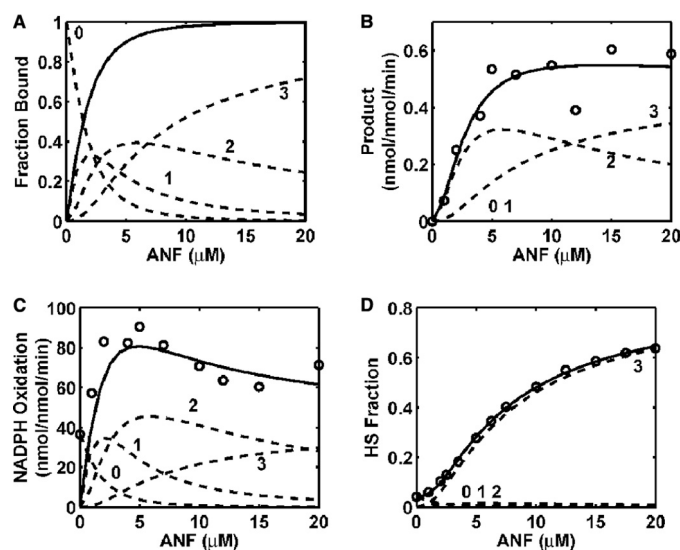 A
Fraction Bound
1
0.8
0.6
0.4
0.2
0
0
3
2
1
0 5 10 15 20
ANF (μM)
B
Product
(nmol/nmol/min)
0.6
0.4
0.2
0
3
2
0 1
0 5 10 15 20
ANF (μM)
C
NADPH Oxidation
(nmol/nmol/min)
100
80
60
40
20
0
2
1
3
0
0 5 10 15 20
ANF (μM)
D
HS Fraction
0.8
0.6
0.4
0.2
0
3
0 1 2
0 5 10 15 20
ANF (μM)